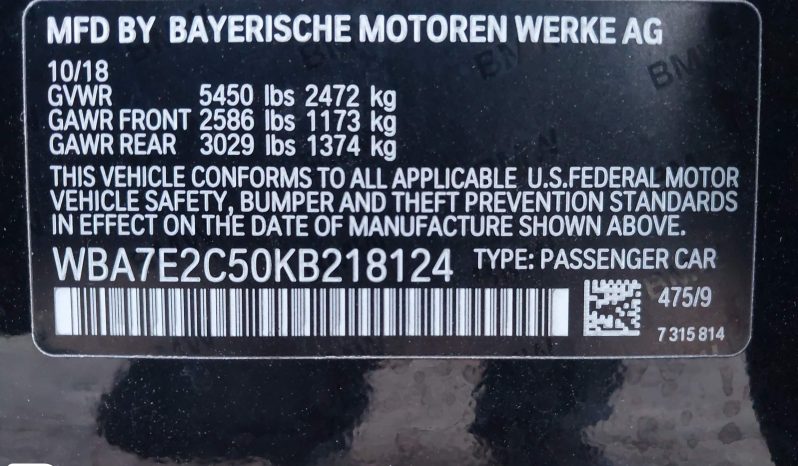 MFD BY BAYERISCHE MOTOREN WERKE AG
10/18
GVWR 5450 lbs 2472 kg
GAWR FRONT 2586 lbs 1173 kg
GAWR REAR 3029 lbs 1374 kg
THIS VEHICLE CONFORMS TO ALL APPLICABLE U.S.FEDERAL MOTOR
VEHICLE SAFETY, BUMPER AND THEFT PREVENTION STANDARDS
IN EFFECT ON THE DATE OF MANUFACTURE SHOWN ABOVE.
WBA7E2C50KB218124 TYPE: PASSENGER CAR
475/9
7 315 814